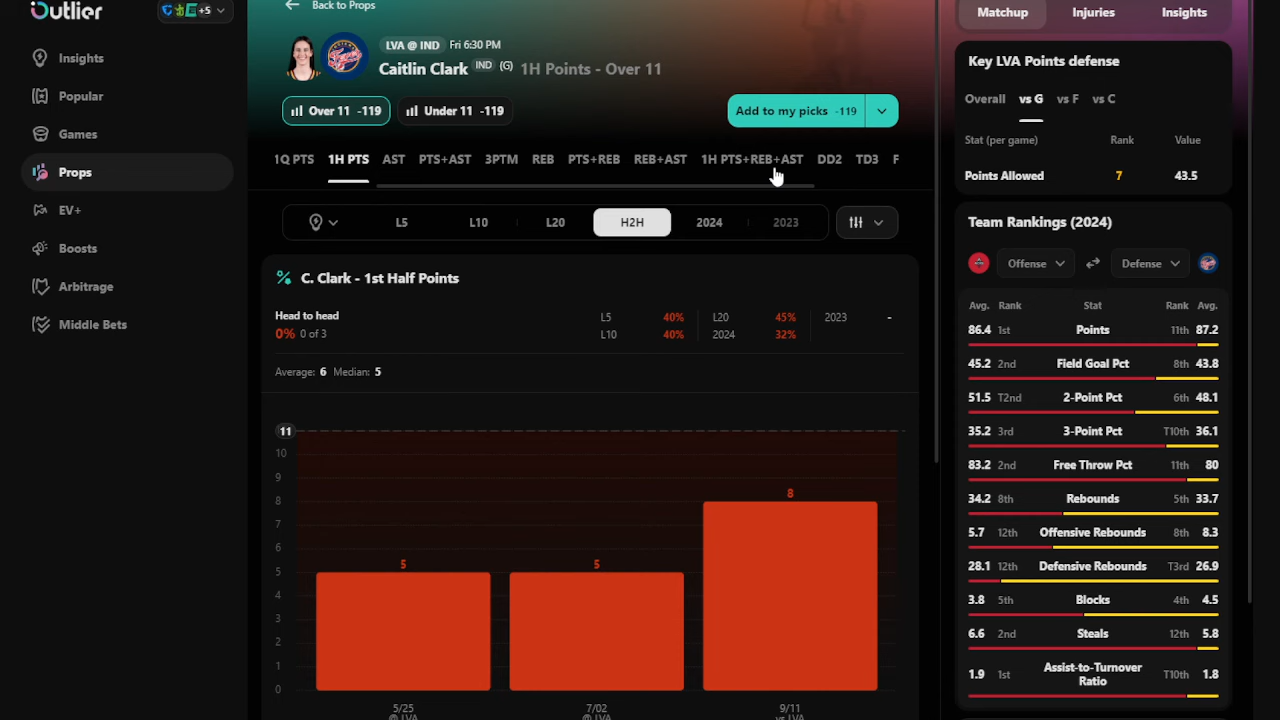 Outlier
+5
Insights
Popular
Games
Props
EV+
Boosts
Arbitrage
Middle Bets
Back to Props
LVA @ IND Fri 6:30 PM
Caitlin Clark IND (G) 1H Points - Over 11
Over 11 -119
Under 11 -119
Add to my picks -119
1Q PTS 1H PTS AST PTS+AST 3PTM REB PTS+REB REB+AST 1H PTS+REB+AST DD2 TD3 F
L5 L10 L20 H2H 2024 2023
% C. Clark - 1st Half Points
Head to head
0% 0 of 3
L5 40% L20 45% 2023 -
L10 40% 2024 32%
Average: 6 Median: 5
11
10
9
8
7
6
5
4
3
2
1
0
5
5
8
5/25
@ LVA
7/02
@ LVA
9/11
vs LVA
Matchup Injuries Insights
Key LVA Points defense
Overall vs G vs F vs C
Stat (per game) Rank Value
Points Allowed 7 43.5
Team Rankings (2024)
Offense Defense
Avg. Rank Stat Rank Avg.
86.4 1st Points 11th 87.2
45.2 2nd Field Goal Pct 8th 43.8
51.5 T2nd 2-Point Pct 6th 48.1
35.2 3rd 3-Point Pct T10th 36.1
83.2 2nd Free Throw Pct 11th 80
34.2 8th Rebounds 5th 33.7
5.7 12th Offensive Rebounds 8th 8.3
28.1 12th Defensive Rebounds T3rd 26.9
3.8 5th Blocks 4th 4.5
6.6 2nd Steals 12th 5.8
1.9 1st Assist-to-Turnover
Ratio T10th 1.8